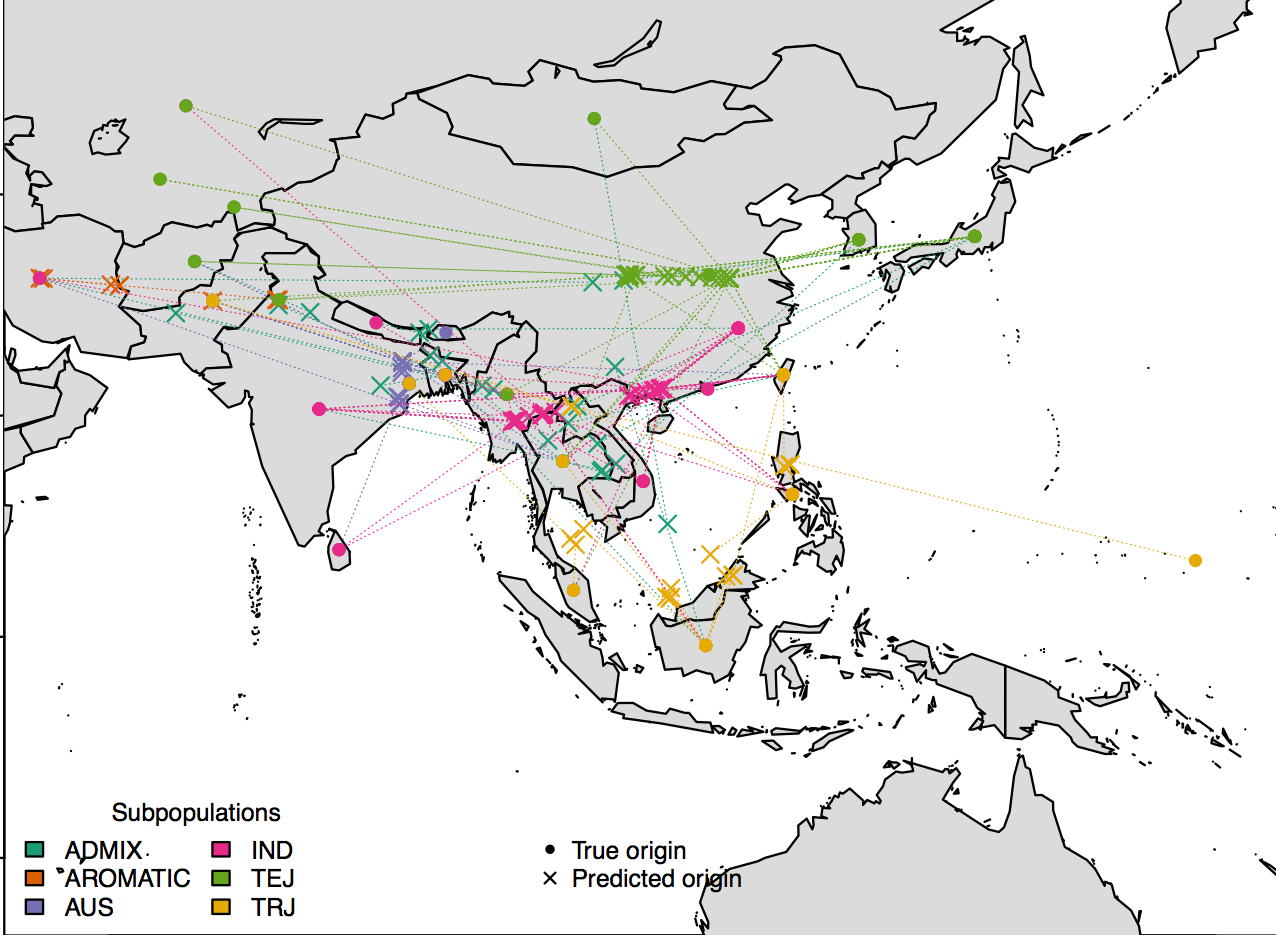 Subpopulations
ADMIX
AROMATIC
AUS
IND
TEJ
TRJ
True origin
Predicted origin